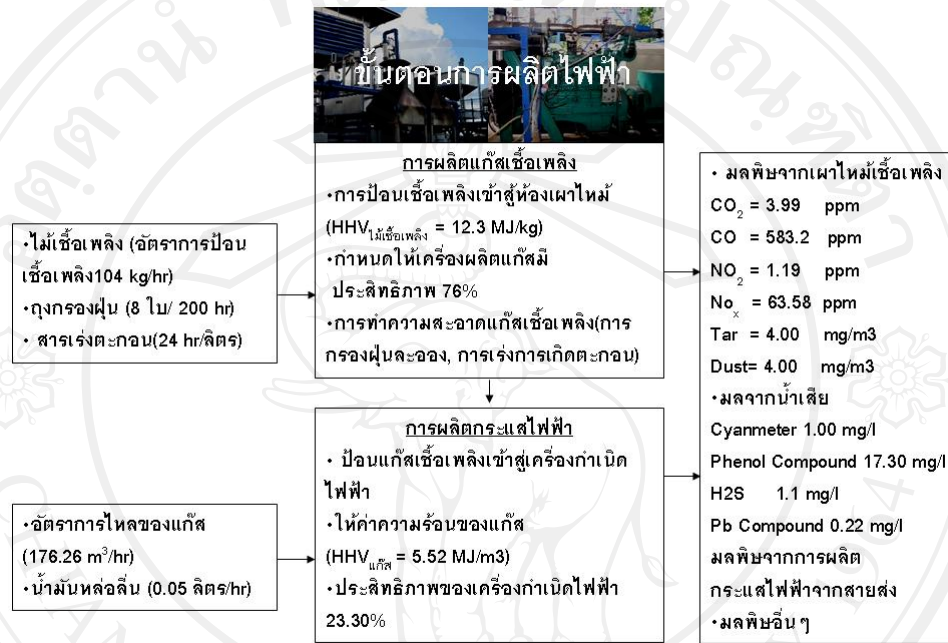 ขั้นตอนการผลิตไฟฟ้า
การผลิตแก๊สเชื้อเพลิง
•การป้อนเชื้อเพลิงเข้าสู่ห้องเผาไหม้
(HHVไม้เชื้อเพลิง = 12.3 MJ/kg)
•กำหนดให้เครื่องผลิตแก๊สมี
ประสิทธิภาพ 76%
•การทำความสะอาดแก๊สเชื้อเพลิง(การ
กรองฝุ่นละออง, การเร่งการเกิดตะกอน)
•ไม้เชื้อเพลิง (อัตราการป้อน
เชื้อเพลิง104 kg/hr)
•ถุงกรองฝุ่น (8 ใบ/ 200 hr)
• สารเร่งตะกอน(24 hr/ลิตร)
การผลิตกระแสไฟฟ้า
• ป้อนแก๊สเชื้อเพลิงเข้าสู่เครื่องกำเนิด
ไฟฟ้า
•ให้ค่าความร้อนของแก๊ส
(HHVแก๊ส = 5.52 MJ/m3)
•ประสิทธิภาพของเครื่องกำเนิดไฟฟ้า
23.30%
•อัตราการไหลของแก๊ส
(176.26 m³/hr)
•น้ำมันหล่อลื่น (0.05 ลิตร/hr)
• มลพิษจากเผาไหม้เชื้อเพลิง
CO₂ = 3.99 ppm
CO = 583.2 ppm
NO₂ = 1.19 ppm
Noₓ = 63.58 ppm
Tar = 4.00 mg/m3
Dust= 4.00 mg/m3
•มลจากน้ำเสีย
Cyanmeter 1.00 mg/l
Phenol Compound 17.30 mg/l
H2S 1.1 mg/l
Pb Compound 0.22 mg/l
มลพิษจากการผลิต
กระแสไฟฟ้าจากสายส่ง
•มลพิษอื่นๆ